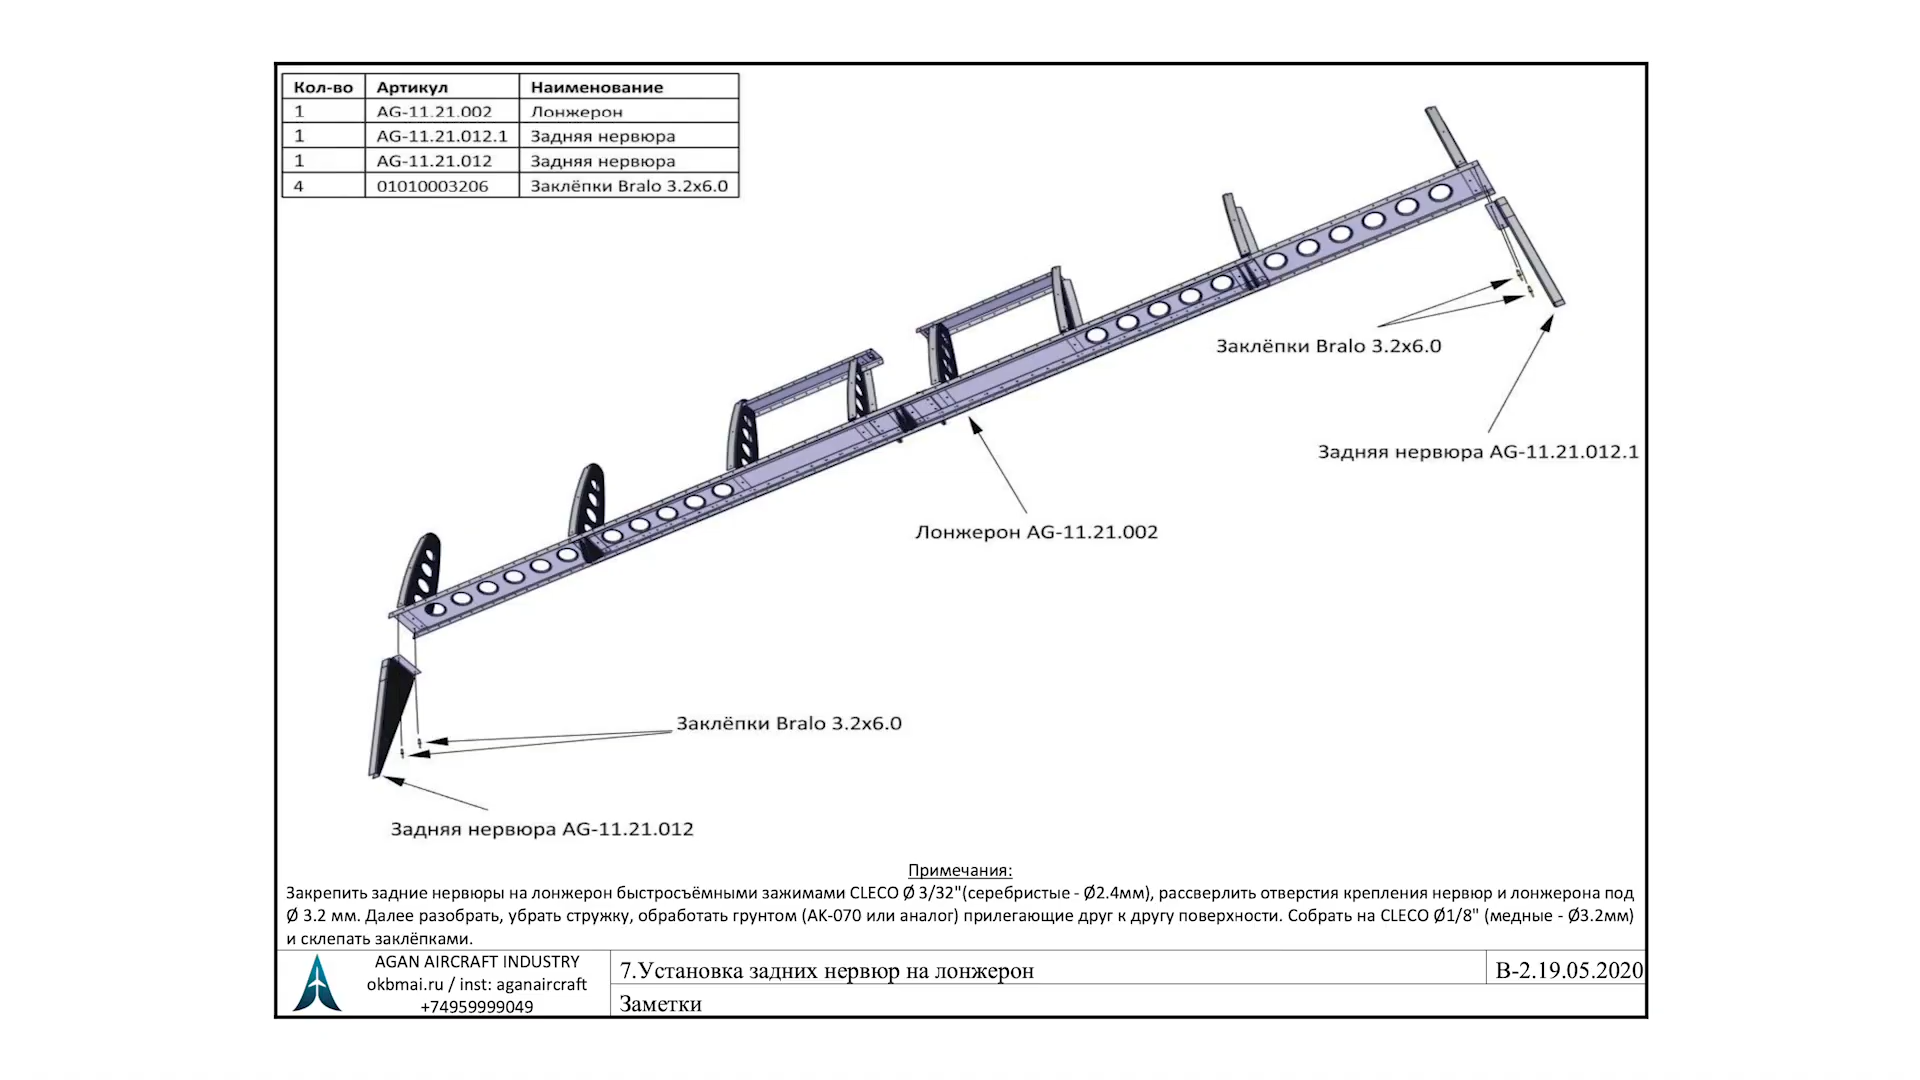 Кол-во Артикул Наименование
1 AG-11.21.002 Лонжерон
1 AG-11.21.012.1 Задняя нервюра
1 AG-11.21.012 Задняя нервюра
4 01010003206 Заклёпки Bralo 3.2x6.0
Заклёпки Bralo 3.2x6.0
Задняя нервюра AG-11.21.012.1
Лонжерон AG-11.21.002
Заклёпки Bralo 3.2x6.0
Задняя нервюра AG-11.21.012
Примечания:
Закрепить задние нервюры на лонжерон быстросъёмными зажимами CLECO Ø 3/32"(серебристые - Ø2.4мм), рассверлить отверстия крепления нервюр и лонжерона под
Ø 3.2 мм. Далее разобрать, убрать стружку, обработать грунтом (АК-070 или аналог) прилегающие друг к другу поверхности. Собрать на CLECO Ø1/8" (медные - Ø3.2мм)
и склепать заклёпками.
AGAN AIRCRAFT INDUSTRY
okbmai.ru / inst: aganaircraft
+74959999049
7.Установка задних нервюр на лонжерон
В-2.19.05.2020
Заметки